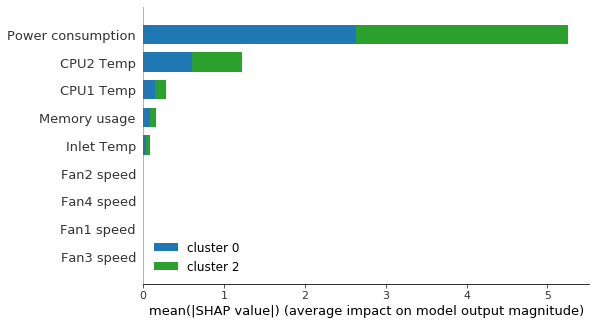 Power consumption
CPU2 Temp
CPU1 Temp
Memory usage
Inlet Temp
Fan2 speed
Fan4 speed
Fan1 speed
Fan3 speed
cluster 0
cluster 2
0 1 2 3 4 5
mean(|SHAP value|) (average impact on model output magnitude)